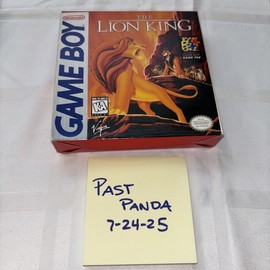 THE
LION KING
GAME BOY
Nintendo
K-A
Virgin
PAST
PANDA
7-24-25